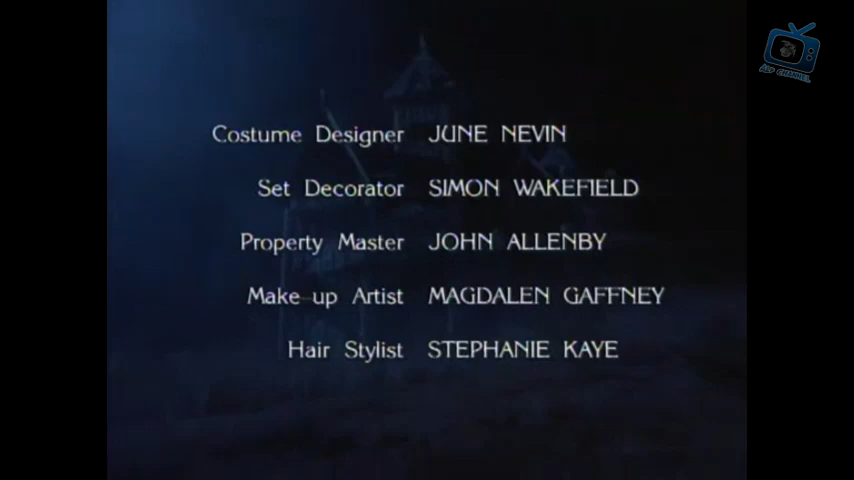 Costume Designer JUNE NEVIN
Set Decorator SIMON WAKEFIELD
Property Master JOHN ALLENBY
Make-up Artist MAGDALEN GAFFNEY
Hair Stylist STEPHANIE KAYE
CHANNEL